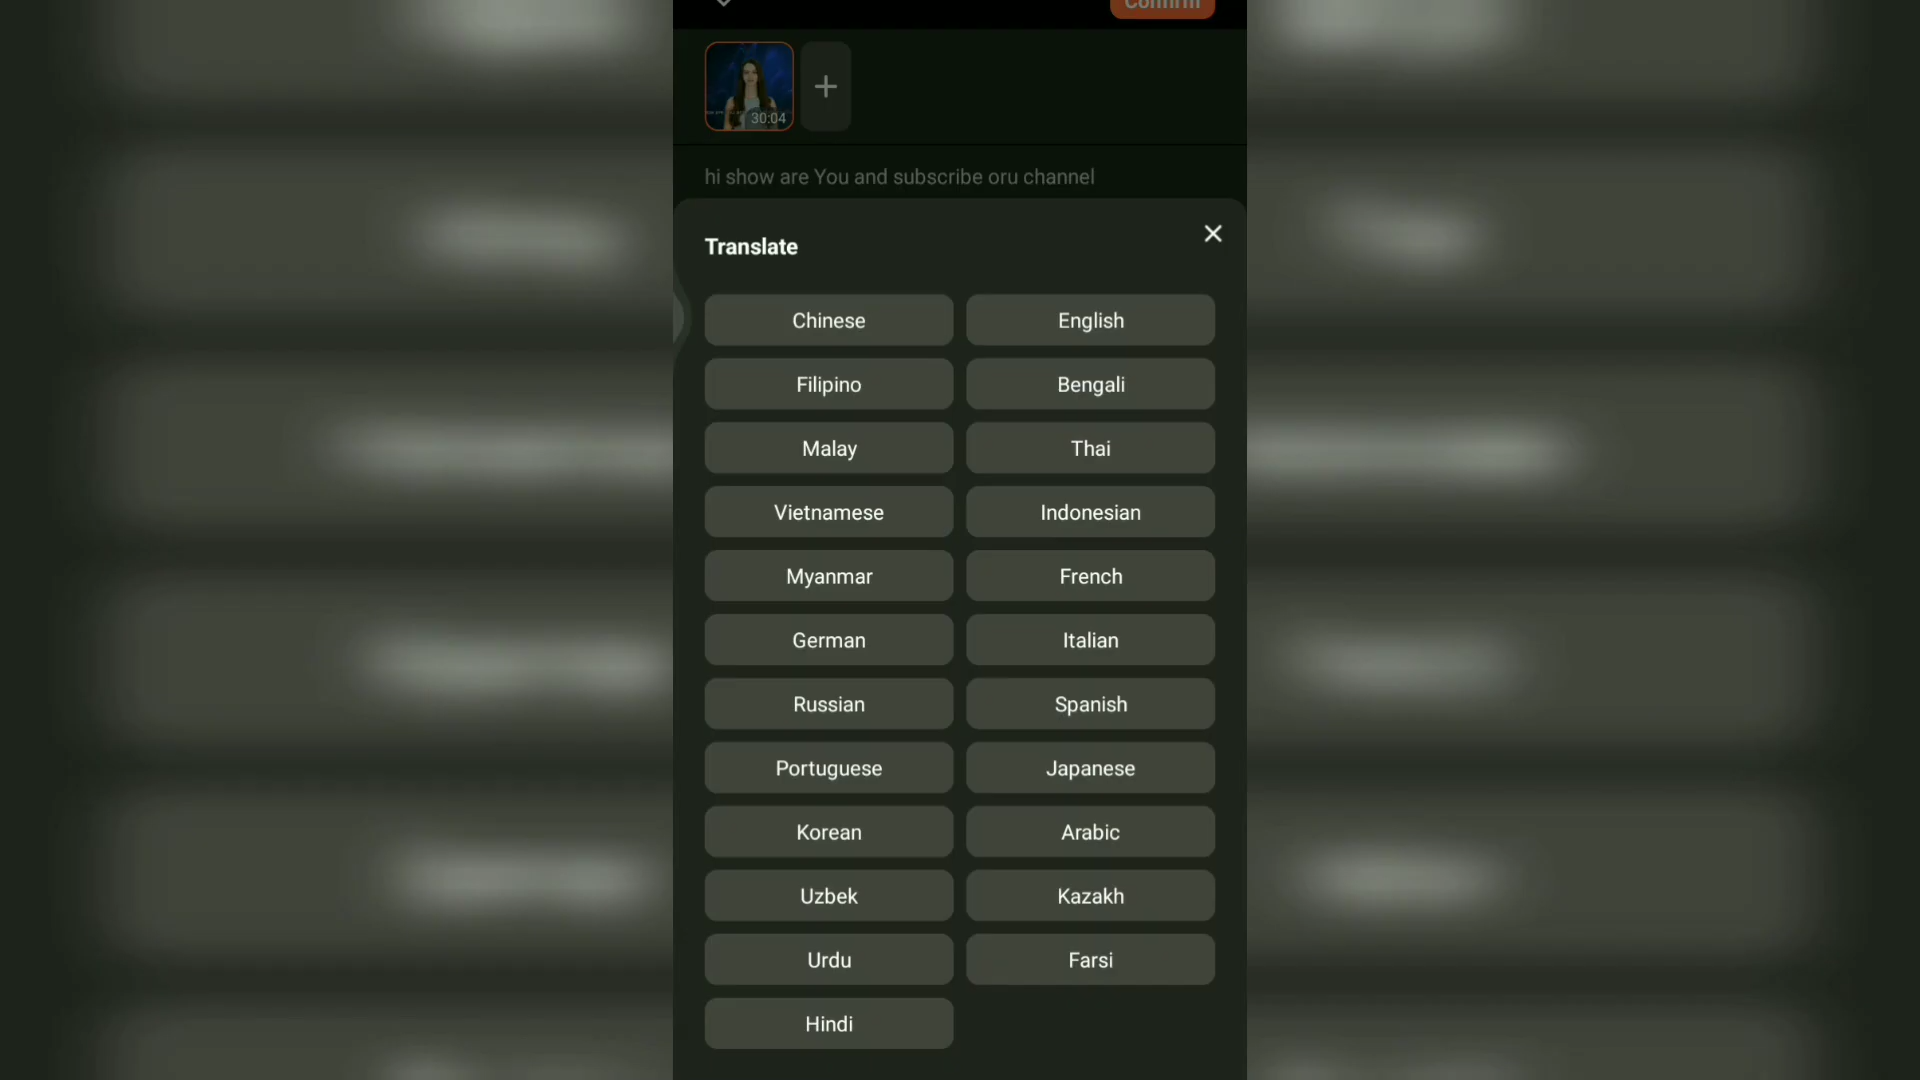 Confirm
30:04
hi show are You and subscribe oru channel
Translate
Chinese
English
Filipino
Bengali
Malay
Thai
Vietnamese
Indonesian
Myanmar
French
German
Italian
Russian
Spanish
Portuguese
Japanese
Korean
Arabic
Uzbek
Kazakh
Urdu
Farsi
Hindi